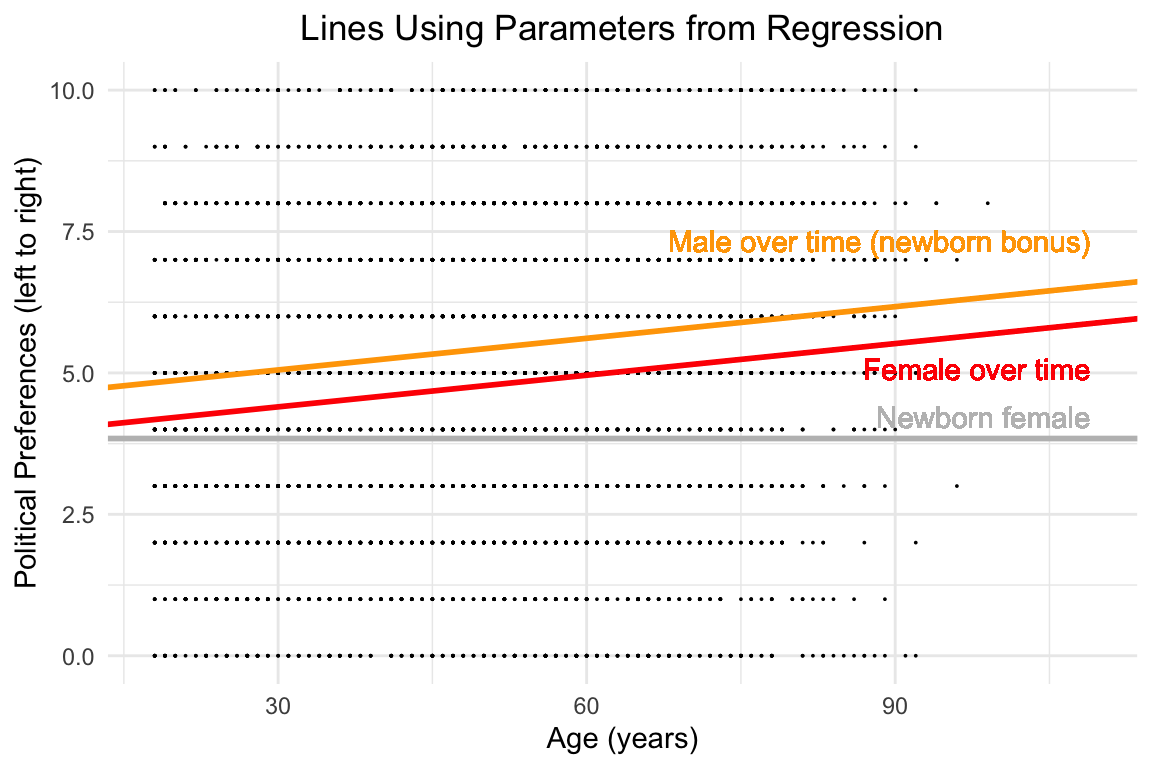 Lines Using Parameters from Regression
Political Preferences (left to right)
10.0
7.5
5.0
2.5
0.0
Male over time (newborn bonus)
Female over time
Newborn female
30
60
90
Age (years)